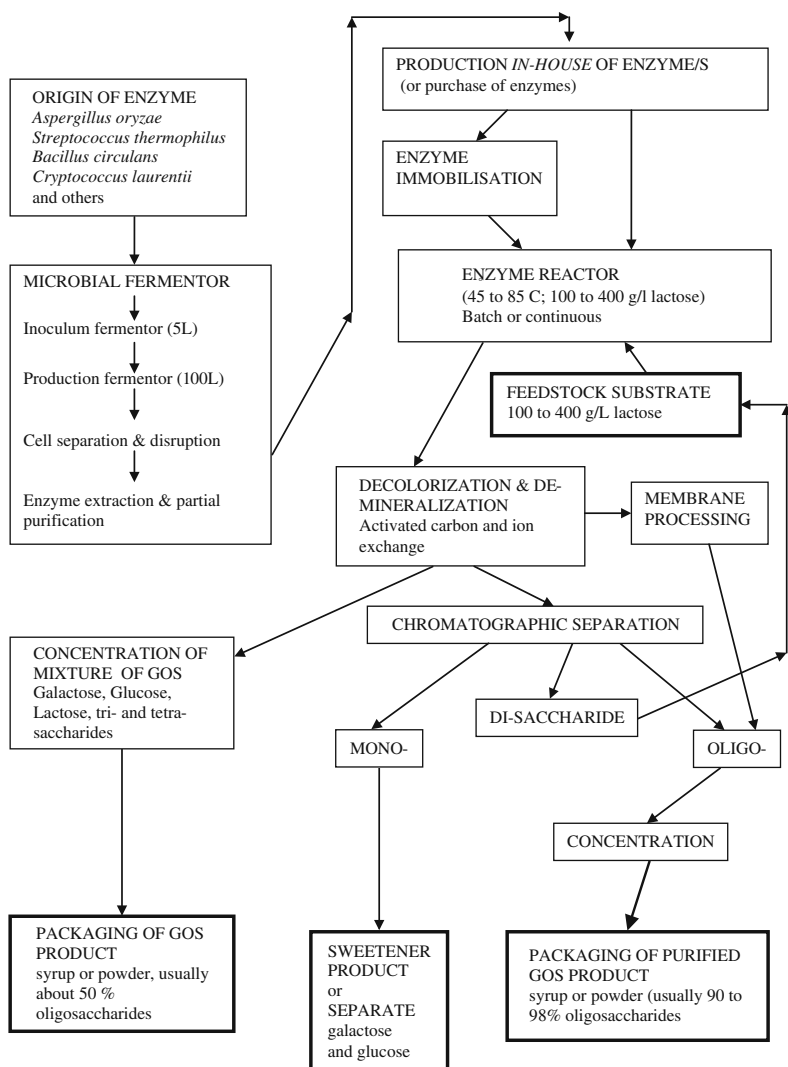 PRODUCTION IN-HOUSE OF ENZYME/S
(or purchase of enzymes)
ORIGIN OF ENZYME
Aspergillus oryzae
Streptococcus thermophilus
Bacillus circulans
Cryptococcus laurentii
and others
ENZYME
IMMOBILISATION
MICROBIAL FERMENTOR
Inoculum fermentor (5L)
Production fermentor (100L)
Cell separation & disruption
Enzyme extraction & partial
purification
ENZYME REACTOR
(45 to 85 C; 100 to 400 g/l lactose)
Batch or continuous
FEEDSTOCK SUBSTRATE
100 to 400 g/L lactose
DECOLORIZATION & DE-
MINERALIZATION
Activated carbon and ion
exchange
MEMBRANE
PROCESSING
CHROMATOGRAPHIC SEPARATION
CONCENTRATION OF
MIXTURE OF GOS
Galactose, Glucose,
Lactose, tri- and tetra-
saccharides
MONO-
DI-SACCHARIDE
OLIGO-
CONCENTRATION
PACKAGING OF GOS
PRODUCT
syrup or powder, usually
about 50 %
oligosaccharides
SWEETENER
PRODUCT
or
SEPARATE
galactose
and glucose
PACKAGING OF PURIFIED
GOS PRODUCT
syrup or powder (usually 90 to
98% oligosaccharides